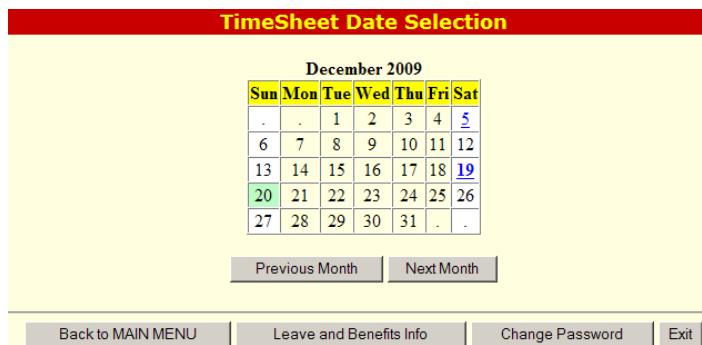 TimeSheet Date Selection
December 2009
Sun Mon Tue Wed Thu Fri Sat
. . 1 2 3 4 5
6 7 8 9 10 11 12
13 14 15 16 17 18 19
20 21 22 23 24 25 26
27 28 29 30 31 . .
Previous Month Next Month
Back to MAIN MENU Leave and Benefits Info Change Password Exit